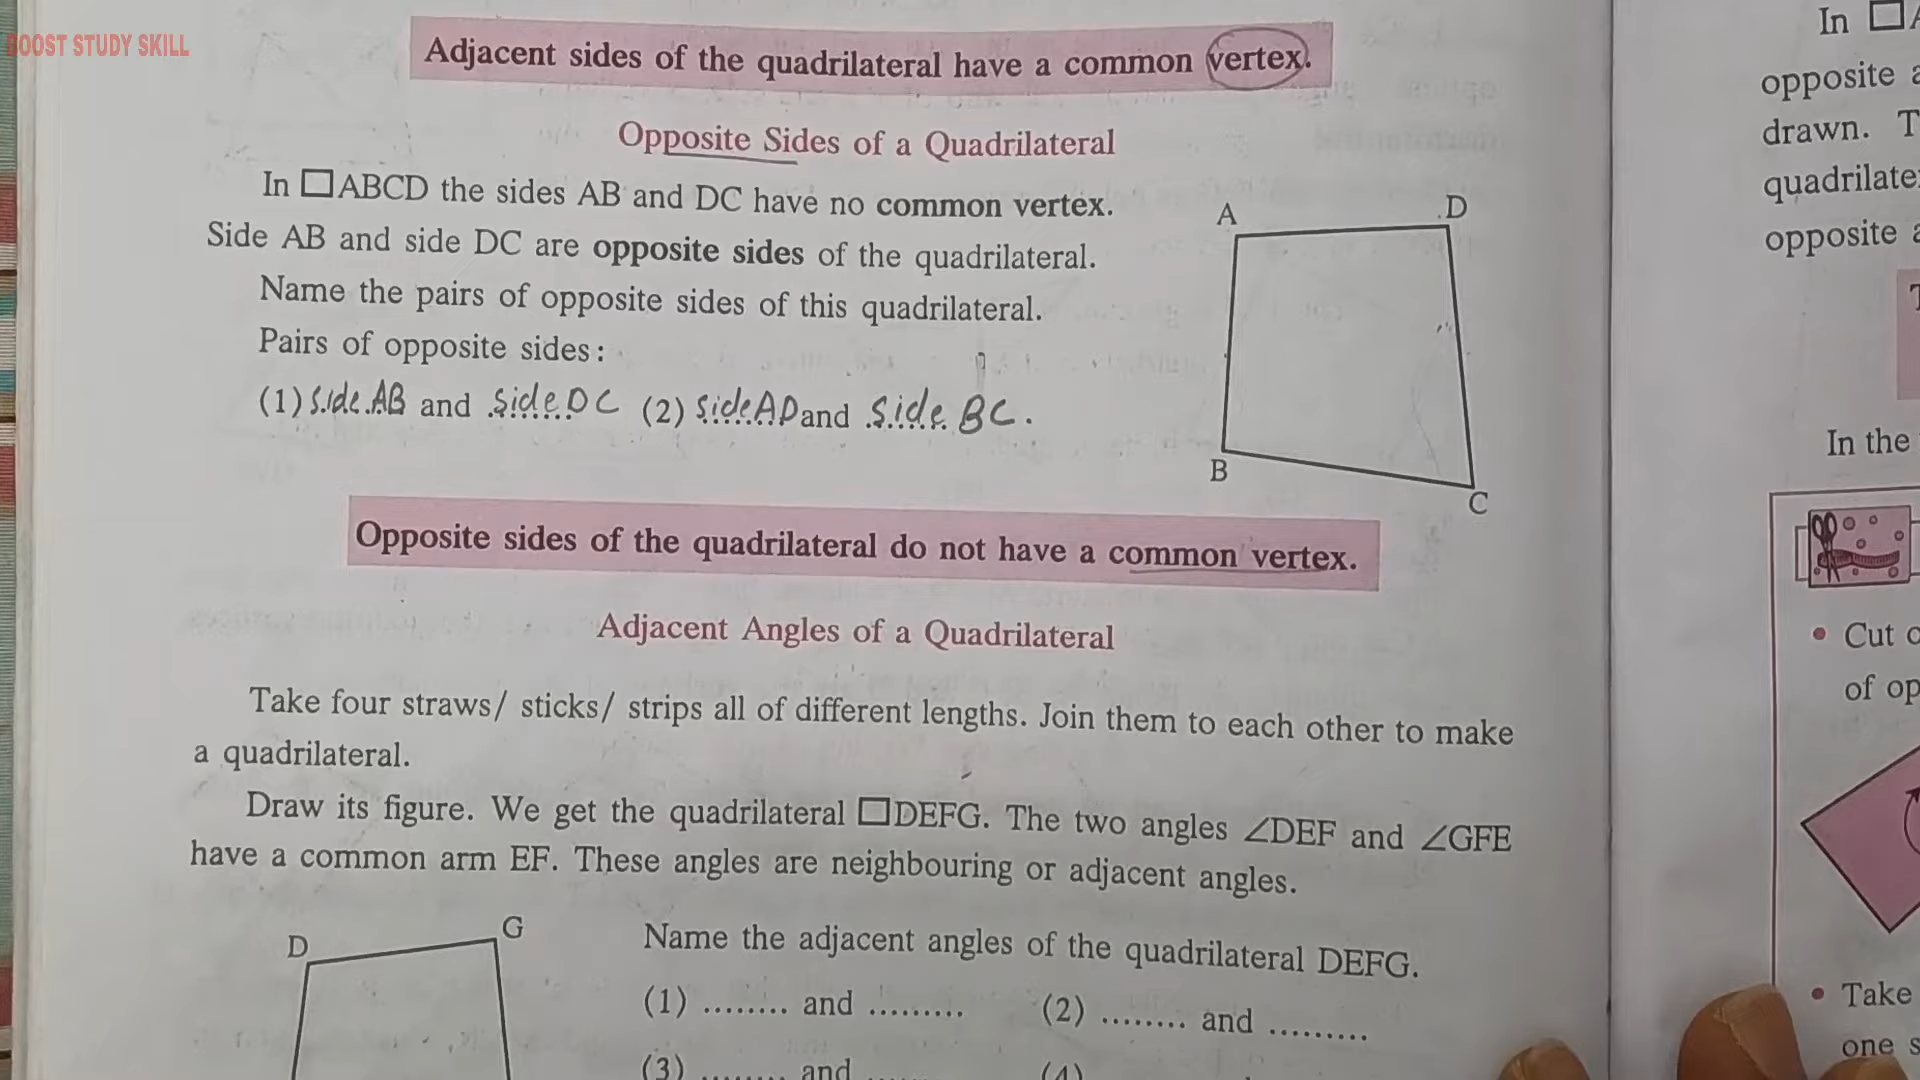 BOOST STUDY SKILL
Adjacent sides of the quadrilateral have a common vertex.
Opposite Sides of a Quadrilateral
In □ABCD the sides AB and DC have no common vertex.
Side AB and side DC are opposite sides of the quadrilateral.
Name the pairs of opposite sides of this quadrilateral.
Pairs of opposite sides:
(1) Side AB and Side DC (2) side AD and Side BC.
A
D
B
C
Opposite sides of the quadrilateral do not have a common vertex.
Adjacent Angles of a Quadrilateral
Take four straws/ sticks/ strips all of different lengths. Join them to each other to make
a quadrilateral.
Draw its figure. We get the quadrilateral □DEFG. The two angles ∠DEF and ∠GFE
have a common arm EF. These angles are neighbouring or adjacent angles.
D
G
Name the adjacent angles of the quadrilateral DEFG.
(1) ........ and ......... (2) ........ and .........
(3) ........ and (4)
In □
opposite
drawn.
opposite
In the
• Cut
• Take
one